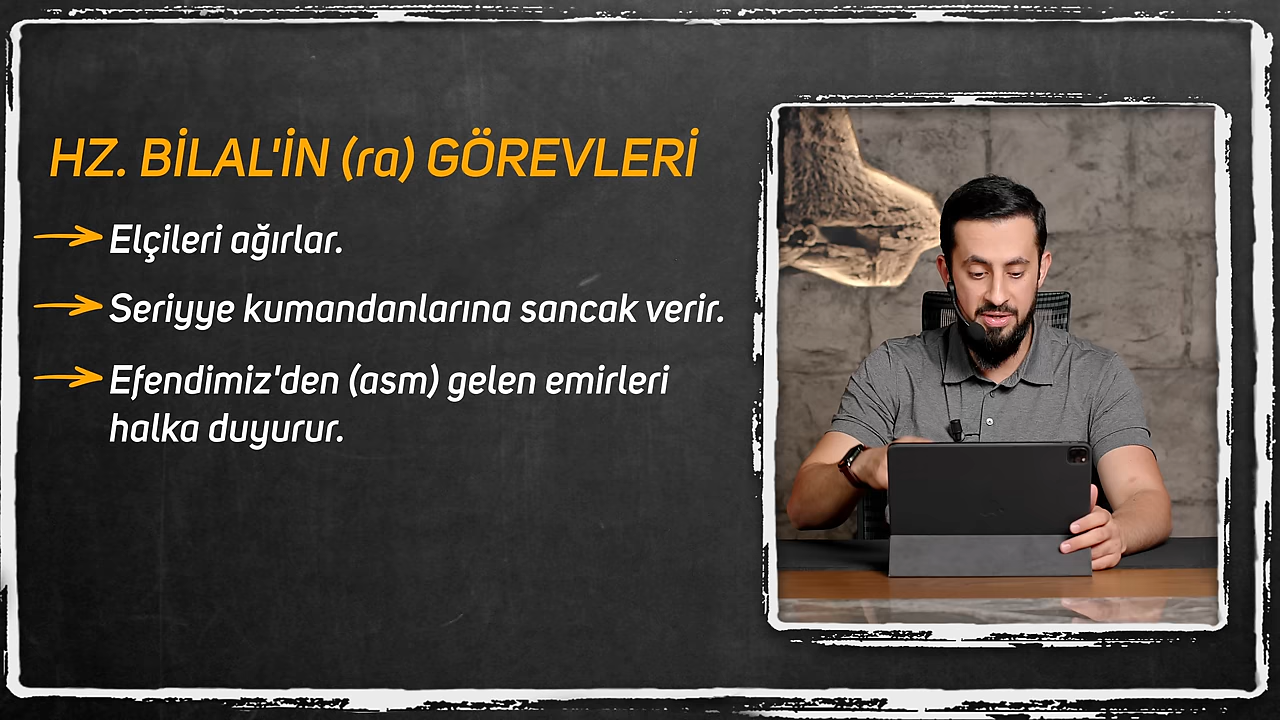 HZ. BİLAL'İN (ra) GÖREVLERİ
Elçileri ağırlar.
Seriyye kumandanlarına sancak verir.
Efendimiz'den (asm) gelen emirleri
halka duyurur.